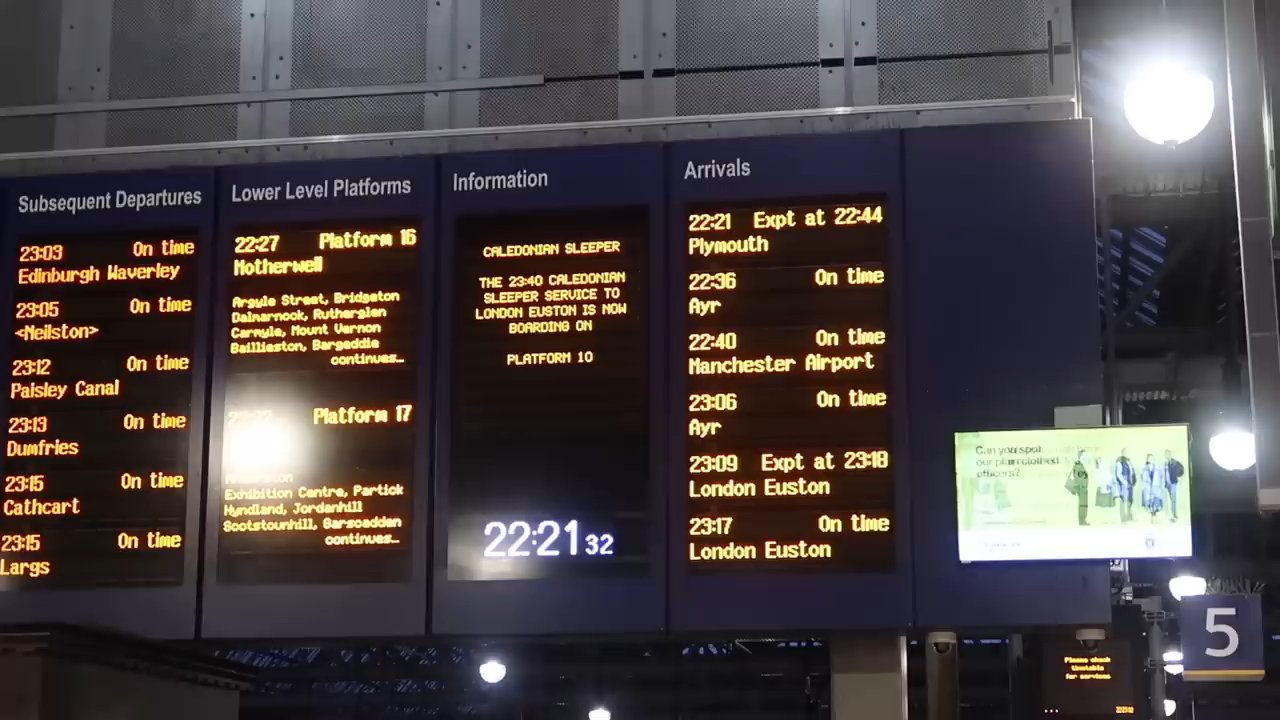 Subsequent Departures
23:03 On time
Edinburgh Waverley
23:05 On time
<Neilston>
23:12 On time
Paisley Canal
23:13 On time
Dumfries
23:15 On time
Cathcart
23:15 On time
Largs
Lower Level Platforms
22:27 Platform 16
Motherwell
Argyle Street, Bridgeton
Dalmarnock, Rutherglen
Carmyle, Mount Vernon
Baillieston, Bargeddie
continues…
Platform 17
Exhibition Centre, Partick
Hyndland, Jordanhill
Scotstounhill, Garscadden
continues…
Information
CALEDONIAN SLEEPER
THE 23:40 CALEDONIAN
SLEEPER SERVICE TO
LONDON EUSTON IS NOW
BOARDING ON
PLATFORM 10
22:21 32
Arrivals
22:21 Expt at 22:44
Plymouth
22:36 On time
Ayr
22:40 On time
Manchester Airport
23:06 On time
Ayr
23:09 Expt at 23:18
London Euston
23:17 On time
London Euston
Can you spot
our plain clothed
officers?
5
Please check
timetable
for services